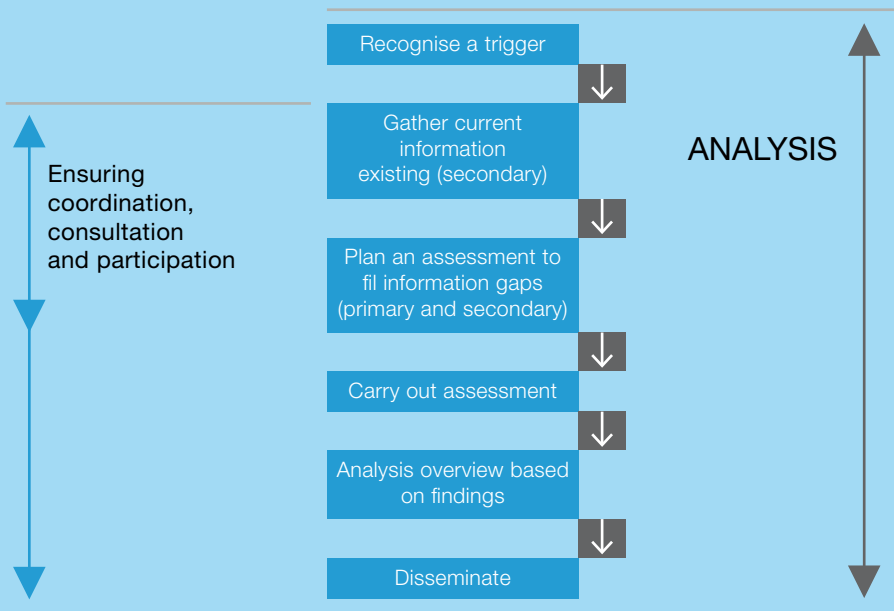 Recognise a trigger
Gather current
information
existing (secondary)
ANALYSIS
Ensuring
coordination,
consultation
and participation
Plan an assessment to
fil information gaps
(primary and secondary)
Carry out assessment
Analysis overview based
on findings
Disseminate